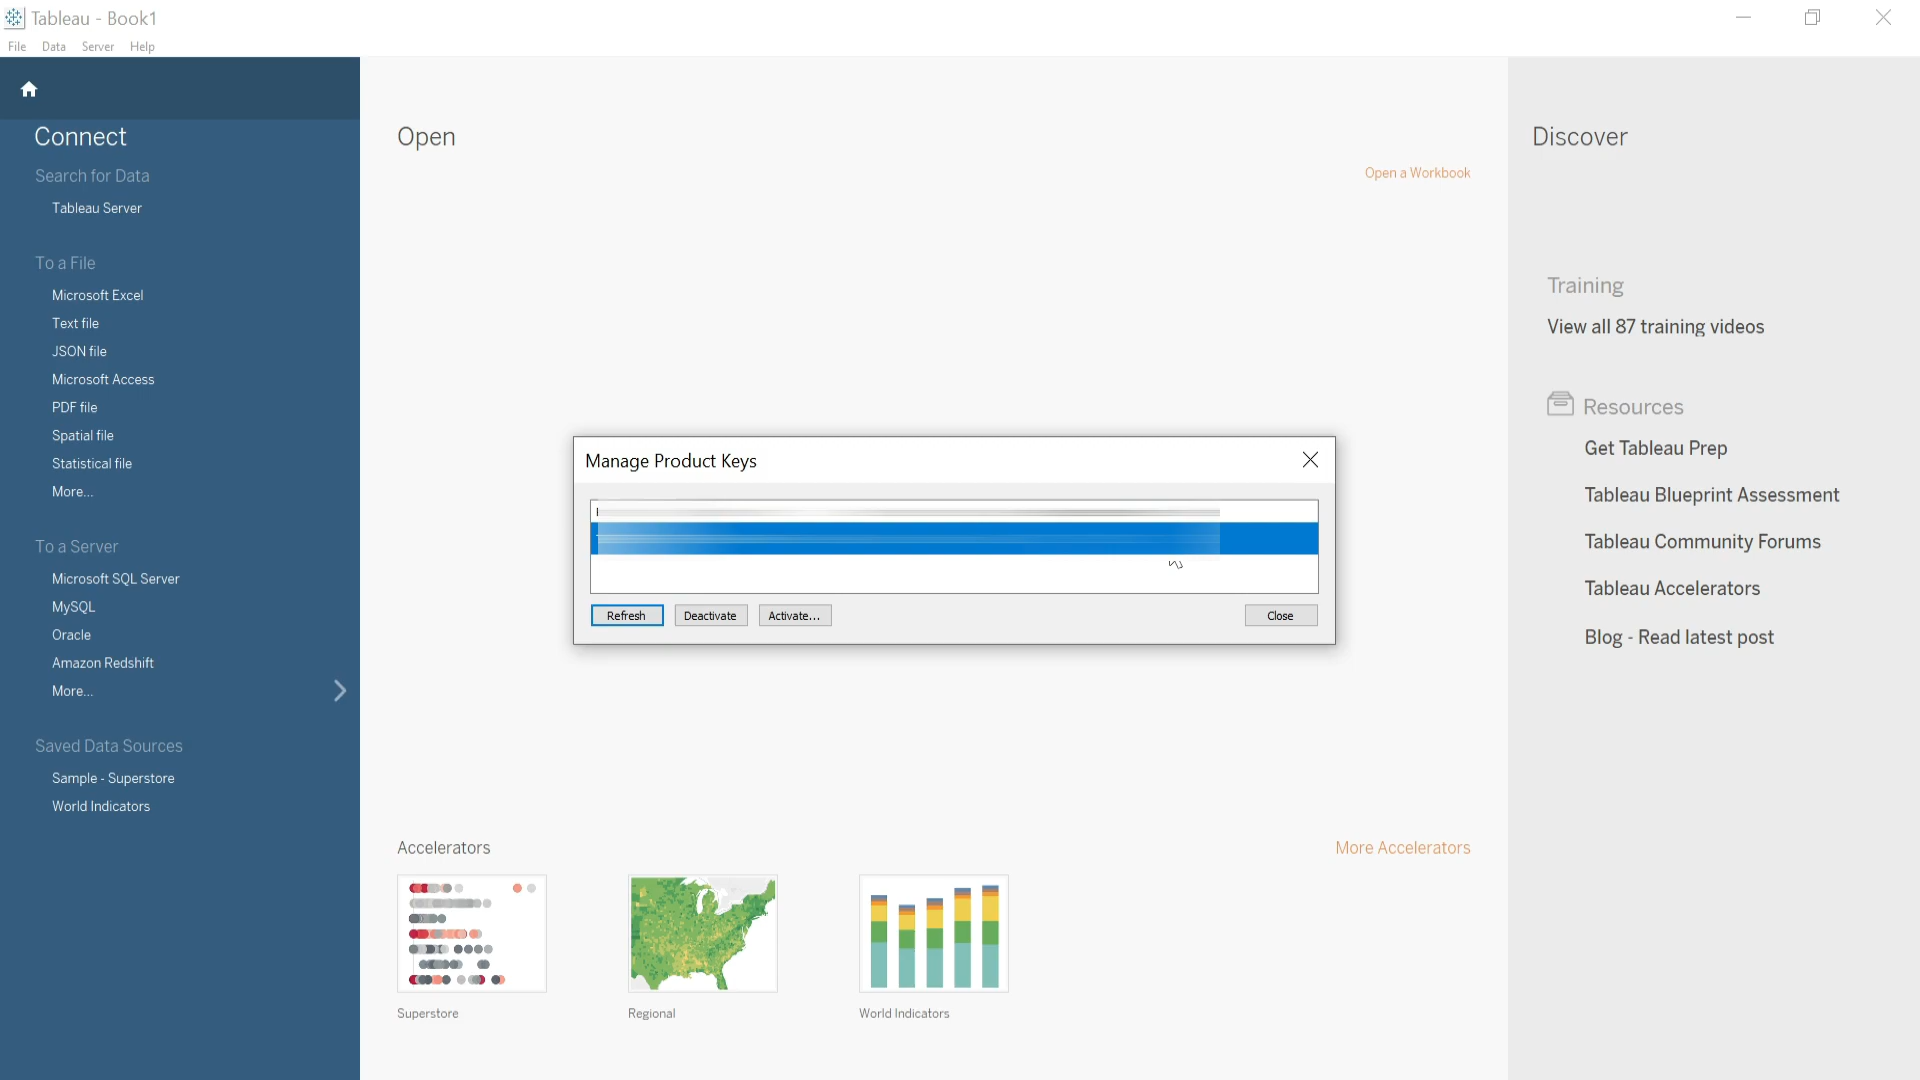 Tableau - Book1
File Data Server Help
Connect
Search for Data
Tableau Server
To a File
Microsoft Excel
Text file
JSON file
Microsoft Access
PDF file
Spatial file
Statistical file
More...
To a Server
Microsoft SQL Server
MySQL
Oracle
Amazon Redshift
More...
Saved Data Sources
Sample - Superstore
World Indicators
Open
Open a Workbook
Manage Product Keys
Refresh Deactivate Activate... Close
Accelerators
More Accelerators
Superstore Regional World Indicators
Discover
Training
View all 87 training videos
Resources
Get Tableau Prep
Tableau Blueprint Assessment
Tableau Community Forums
Tableau Accelerators
Blog - Read latest post